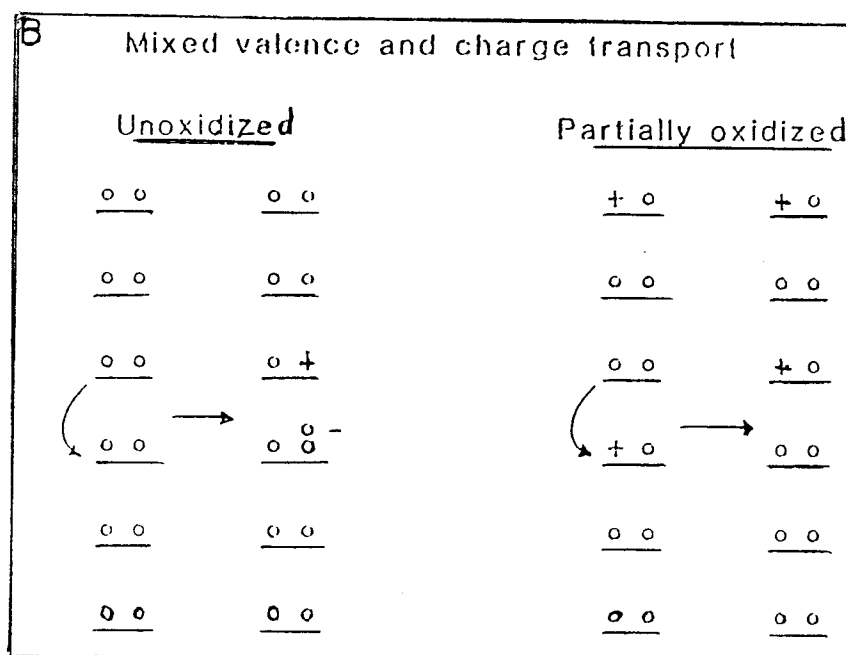 B
Mixed valence and charge transport
Unoxidized Partially oxidized
o o o o + o + o
o o o o o o o o
o o o + o o + o
o -
o o o o + o o o
o o o o o o o o
o o o o o o o o